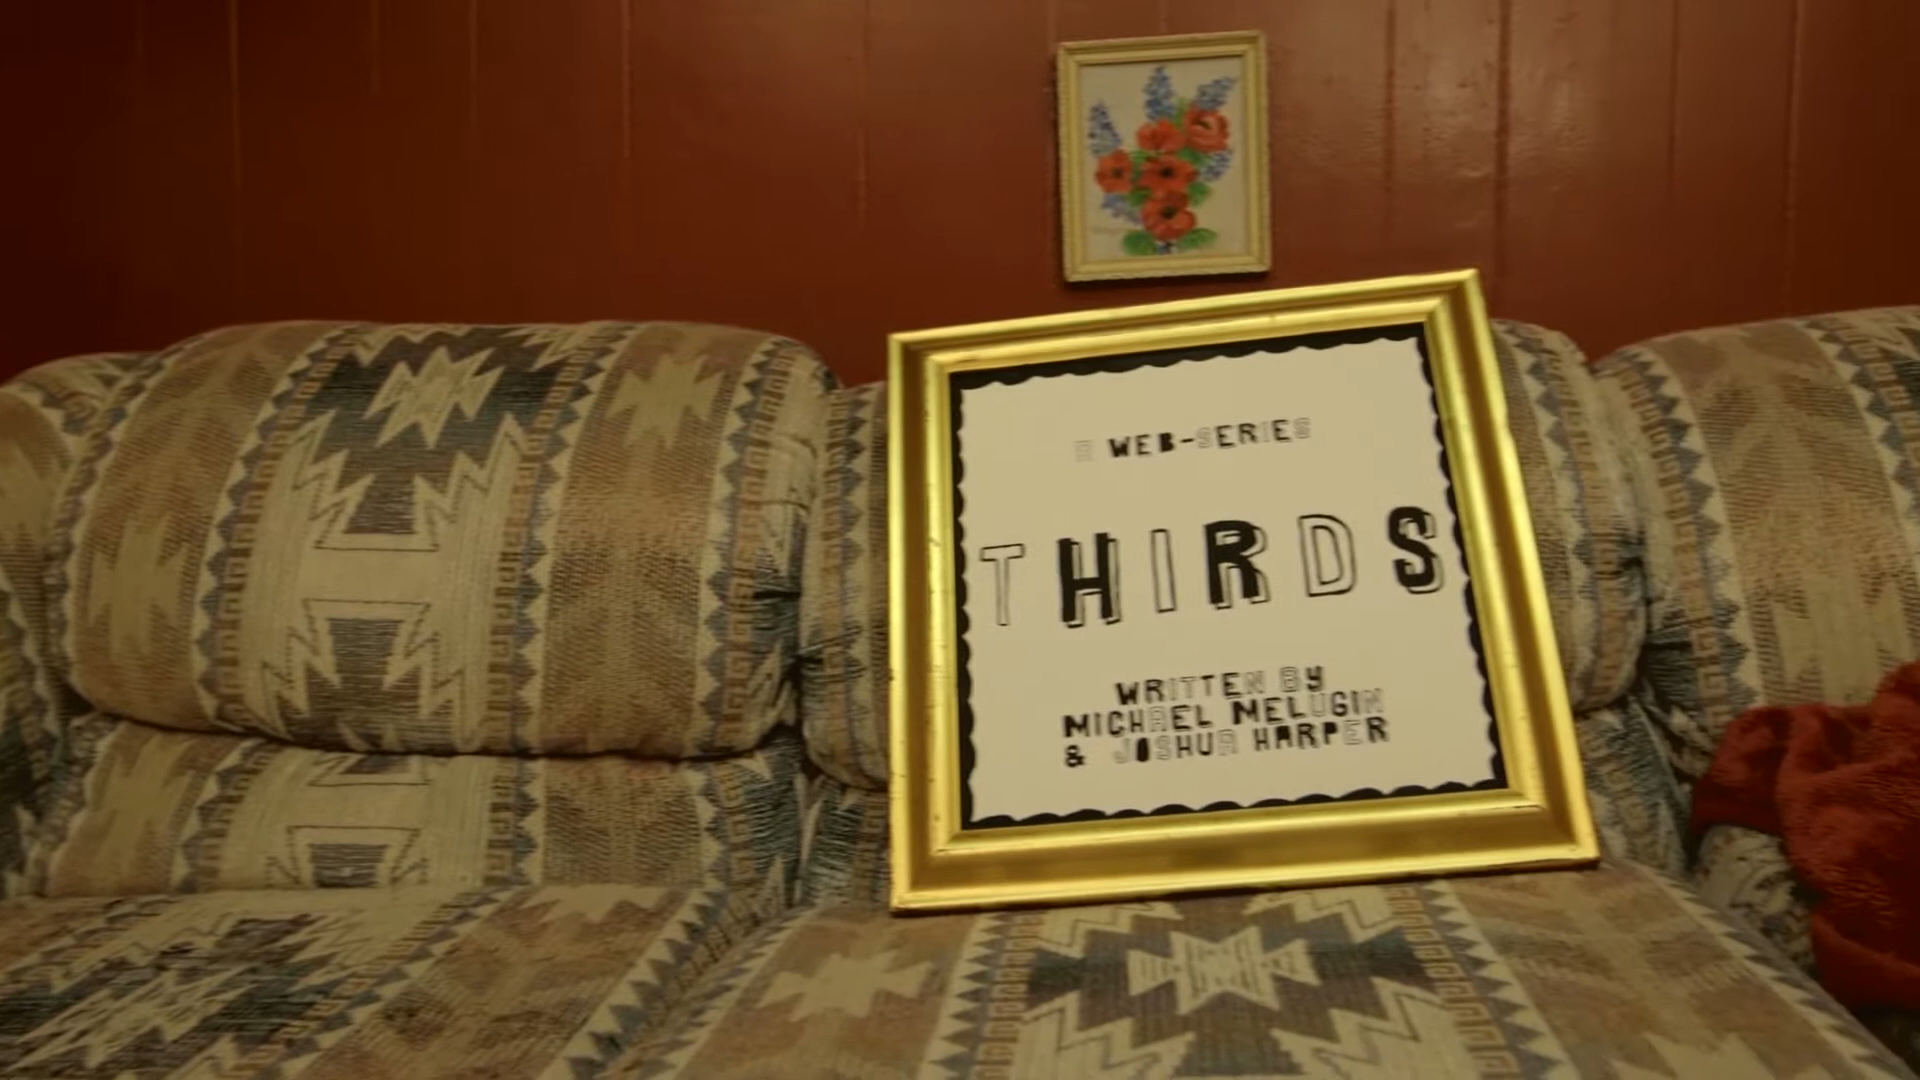 A WEB-SERIES
THIRDS
WRITTEN BY
MICHAEL MELUGIN
& JOSHUA HARPER